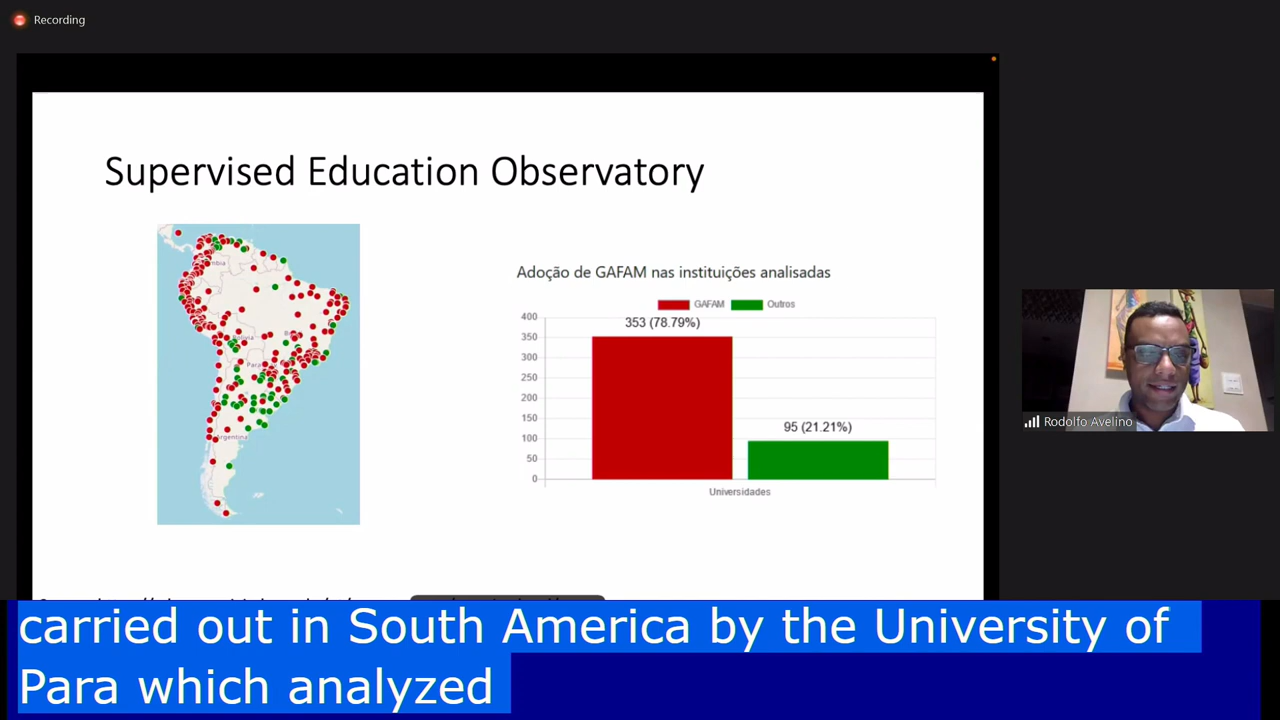 Recording
Supervised Education Observatory
Adoção de GAFAM nas instituições analisadas
GAFAM Outros
400
353 (78.79%)
350
300
250
200
150
95 (21.21%)
100
50
0
Universidades
Bolivia
Argentina
Rodolfo Avelino
carried out in South America by the University of
Para which analyzed